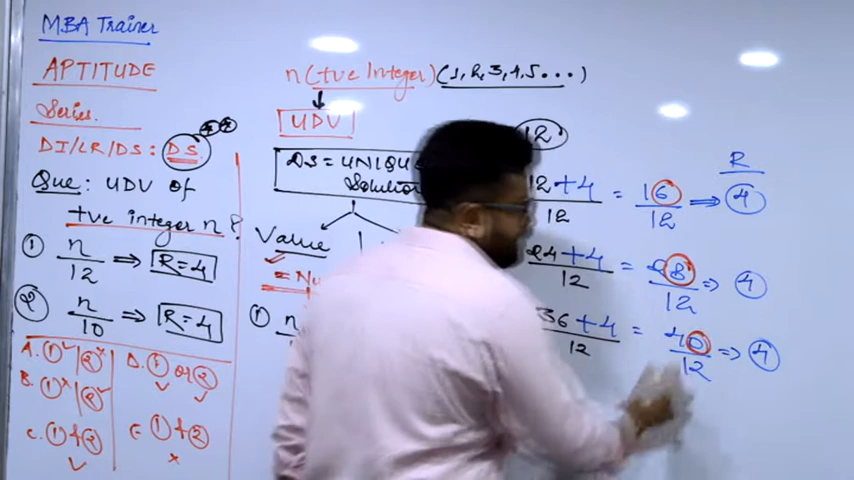 MBA Trainer
APTITUDE
Series.
DI/LR/DS: DS
Que: UDV of
+ve integer n?
① n/12 ⇒ R=4
② n/10 ⇒ R=4
A. ①✓/②×
B. ①×/②✓
C. ①&②
✓
D. ① or ②
✓ ✓
E ①&②
×
n(+ve Integer) (1,2,3,4,5...)
↓
UDV
DS = UNIQUE
Solution
Value
✓
① n
12
12+4/12 = 16/12 ⇒ 4
R
24+4/12 = 28/12 ⇒ 4
36+4/12 = 40/12 ⇒ 4